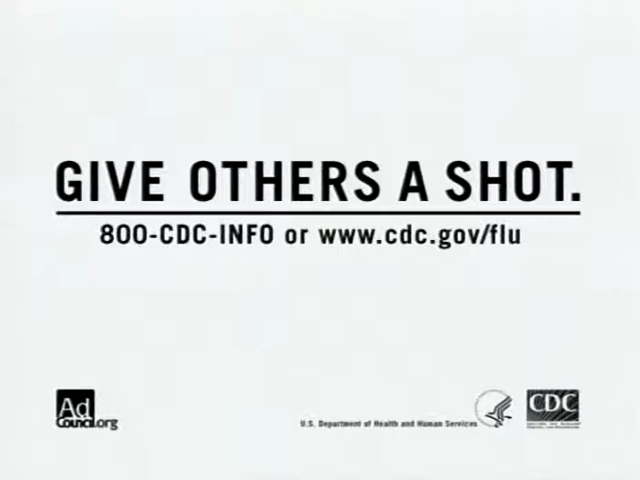 GIVE OTHERS A SHOT.
800-CDC-INFO or www.cdc.gov/flu
Ad
Council.org
U.S. Department of Health and Human Services
CDC